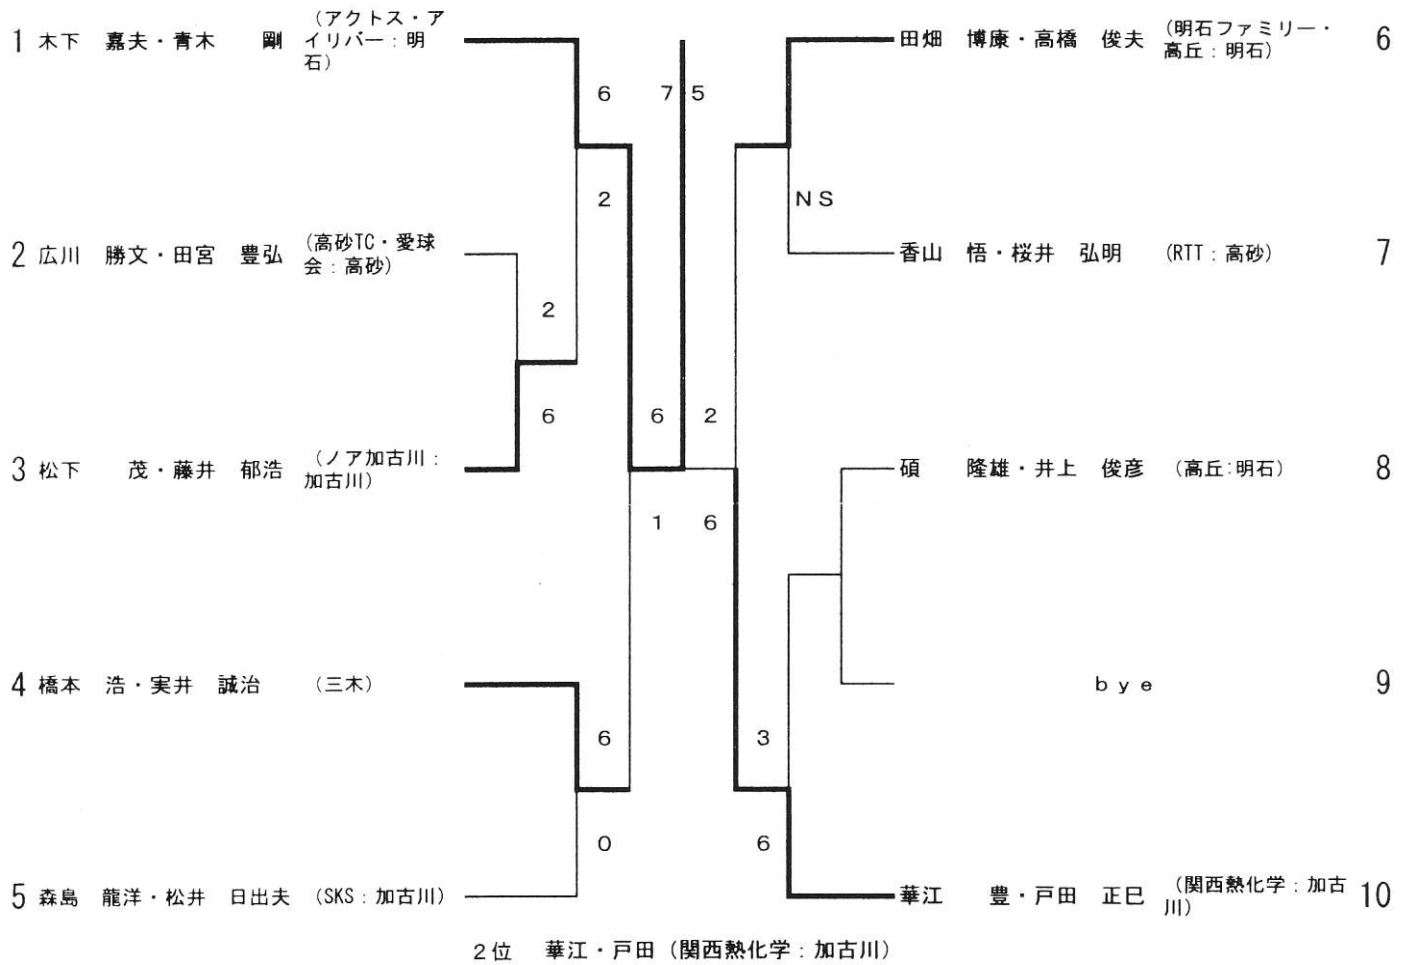 1 木下 嘉夫・青木 剛 (アクトス・ア
イリバー：明
石)
田畑 博康・高橋 俊夫 (明石ファミリー・
高丘：明石) 6
6 7 5
2 NS
2 広川 勝文・田宮 豊弘 (高砂TC・愛球
会：高砂)
香山 悟・桜井 弘明 (RTT：高砂) 7
2
6 6 2
3 松下 茂・藤井 郁浩 (ノア加古川：
加古川)
碩 隆雄・井上 俊彦 (高丘:明石) 8
1 6
4 橋本 浩・実井 誠治 (三木)
bye 9
6 3
0 6
5 森島 龍洋・松井 日出夫 (SKS：加古川)
華江 豊・戸田 正巳 (関西熱化学：加古
川) 10
2位 華江・戸田（関西熱化学：加古川）